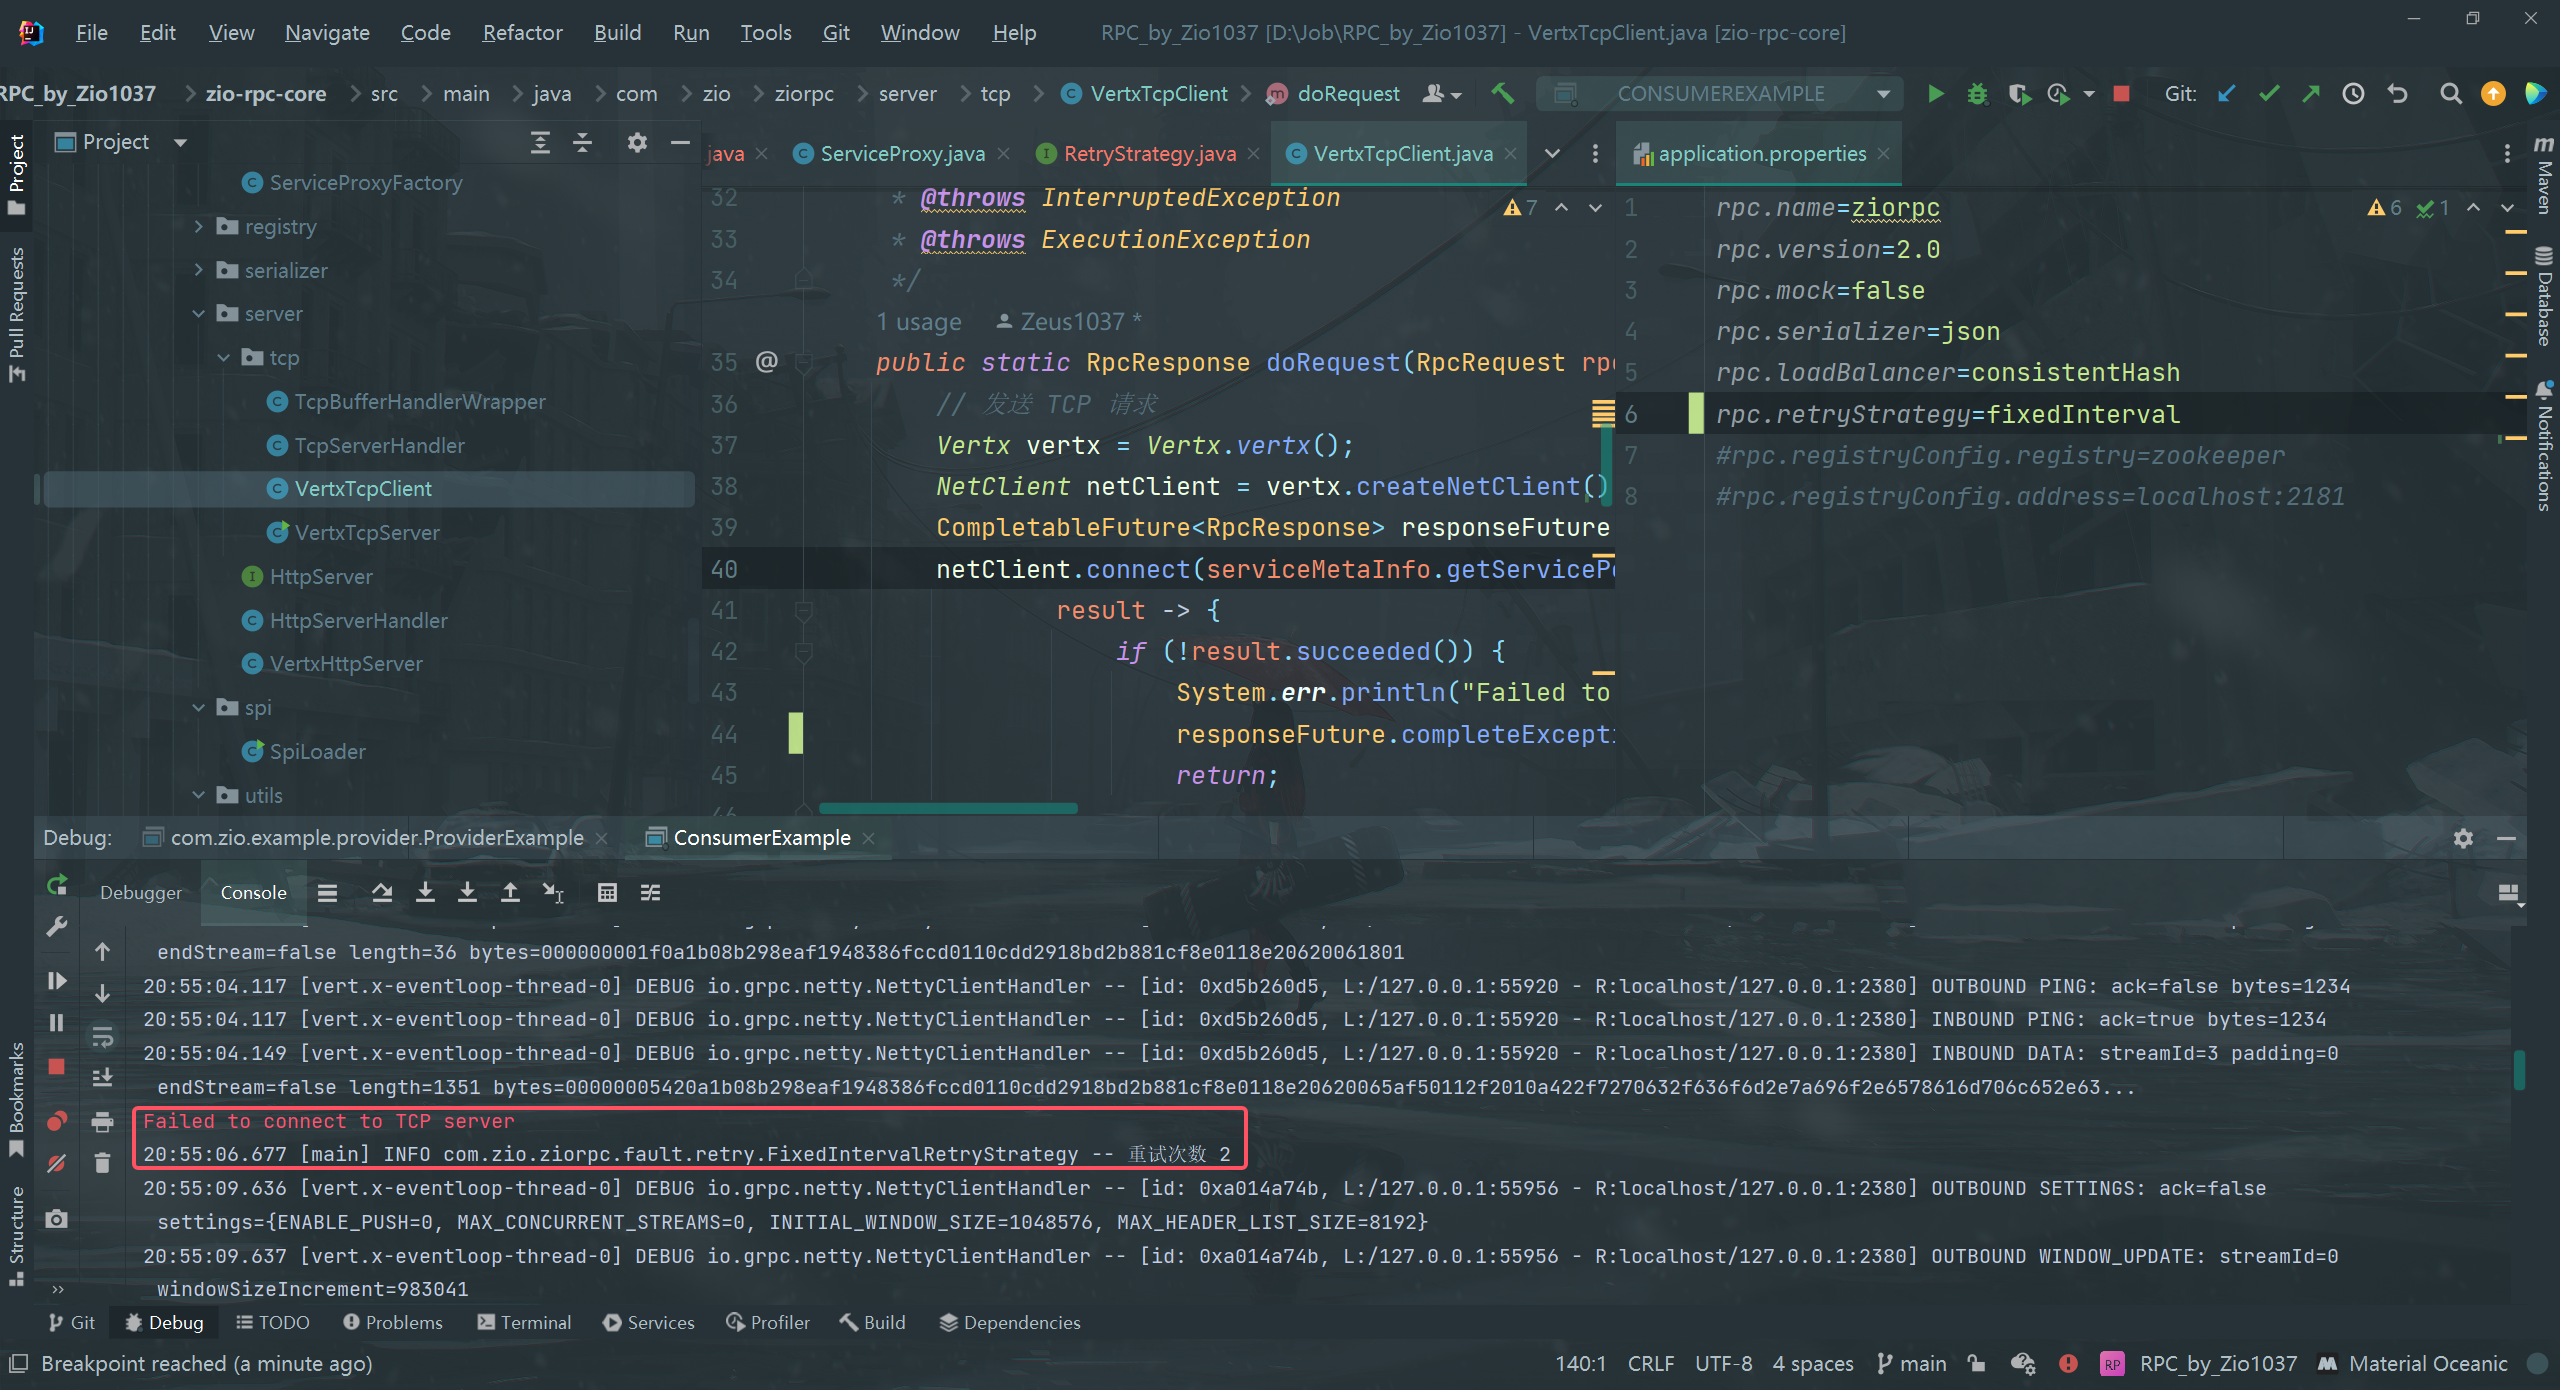 File Edit View Navigate Code Refactor Build Run Tools Git Window Help RPC_by_Zio1037 [D:\Job\RPC_by_Zio1037] - VertxTcpClient.java [zio-rpc-core]
RPC_by_Zio1037 zio-rpc-core src main java com zio ziorpc server tcp VertxTcpClient doRequest CONSUMEREXAMPLE Git:
Project
ServiceProxyFactory
registry
serializer
server
tcp
TcpBufferHandlerWrapper
TcpServerHandler
VertxTcpClient
VertxTcpServer
HttpServer
HttpServerHandler
VertxHttpServer
spi
SpiLoader
utils
Project
Pull Requests
Bookmarks
Structure
java ServiceProxy.java RetryStrategy.java VertxTcpClient.java
7
32 * @throws InterruptedException
33 * @throws ExecutionException
34 */
1 usage Zeus1037 *
35 @ public static RpcResponse doRequest(RpcRequest rpc
36 // 发送 TCP 请求
37 Vertx vertx = Vertx.vertx();
38 NetClient netClient = vertx.createNetClient()
39 CompletableFuture<RpcResponse> responseFuture
40 netClient.connect(serviceMetaInfo.getServicePo
41 result -> {
42 if (!result.succeeded()) {
43 System.err.println("Failed to
44 responseFuture.completeExcepti
45 return;
46
application.properties
6 1
1 rpc.name=ziorpc
2 rpc.version=2.0
3 rpc.mock=false
4 rpc.serializer=json
5 rpc.loadBalancer=consistentHash
6 rpc.retryStrategy=fixedInterval
7 #rpc.registryConfig.registry=zookeeper
8 #rpc.registryConfig.address=localhost:2181
Maven
Database
Notifications
Debug: com.zio.example.provider.ProviderExample ConsumerExample
Debugger Console
endStream=false length=36 bytes=000000001f0a1b08b298eaf1948386fccd0110cdd2918bd2b881cf8e0118e20620061801
20:55:04.117 [vert.x-eventloop-thread-0] DEBUG io.grpc.netty.NettyClientHandler -- [id: 0xd5b260d5, L:/127.0.0.1:55920 - R:localhost/127.0.0.1:2380] OUTBOUND PING: ack=false bytes=1234
20:55:04.117 [vert.x-eventloop-thread-0] DEBUG io.grpc.netty.NettyClientHandler -- [id: 0xd5b260d5, L:/127.0.0.1:55920 - R:localhost/127.0.0.1:2380] INBOUND PING: ack=true bytes=1234
20:55:04.149 [vert.x-eventloop-thread-0] DEBUG io.grpc.netty.NettyClientHandler -- [id: 0xd5b260d5, L:/127.0.0.1:55920 - R:localhost/127.0.0.1:2380] INBOUND DATA: streamId=3 padding=0
endStream=false length=1351 bytes=00000005420a1b08b298eaf1948386fccd0110cdd2918bd2b881cf8e0118e20620065af50112f2010a422f7270632f636f6d2e7a696f2e6578616d706c652e63...
Failed to connect to TCP server
20:55:06.677 [main] INFO com.zio.ziorpc.fault.retry.FixedIntervalRetryStrategy -- 重试次数 2
20:55:09.636 [vert.x-eventloop-thread-0] DEBUG io.grpc.netty.NettyClientHandler -- [id: 0xa014a74b, L:/127.0.0.1:55956 - R:localhost/127.0.0.1:2380] OUTBOUND SETTINGS: ack=false
settings={ENABLE_PUSH=0, MAX_CONCURRENT_STREAMS=0, INITIAL_WINDOW_SIZE=1048576, MAX_HEADER_LIST_SIZE=8192}
20:55:09.637 [vert.x-eventloop-thread-0] DEBUG io.grpc.netty.NettyClientHandler -- [id: 0xa014a74b, L:/127.0.0.1:55956 - R:localhost/127.0.0.1:2380] OUTBOUND WINDOW_UPDATE: streamId=0
windowSizeIncrement=983041
Git Debug TODO Problems Terminal Services Profiler Build Dependencies
Breakpoint reached (a minute ago) 140:1 CRLF UTF-8 4 spaces main RP RPC_by_Zio1037 Material Oceanic